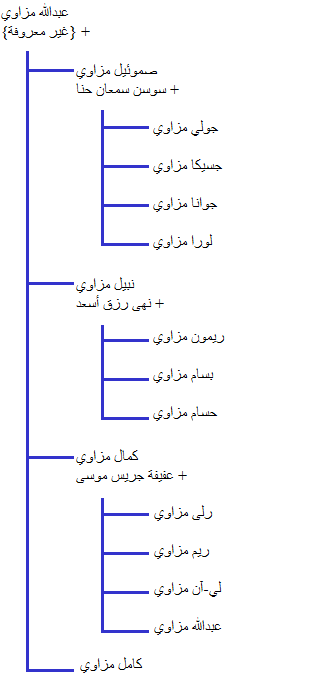 عبدالله مزاوي
+ {غير معروفة}
صموئيل مزاوي
+ سوسن سمعان حنا
جولي مزاوي
جسيكا مزاوي
جوانا مزاوي
لورا مزاوي
نبيل مزاوي
+ نهى رزق أسعد
ريمون مزاوي
بسام مزاوي
حسام مزاوي
كمال مزاوي
+ عفيفة جريس موسى
رلى مزاوي
ريم مزاوي
لي-آن مزاوي
عبدالله مزاوي
كامل مزاوي